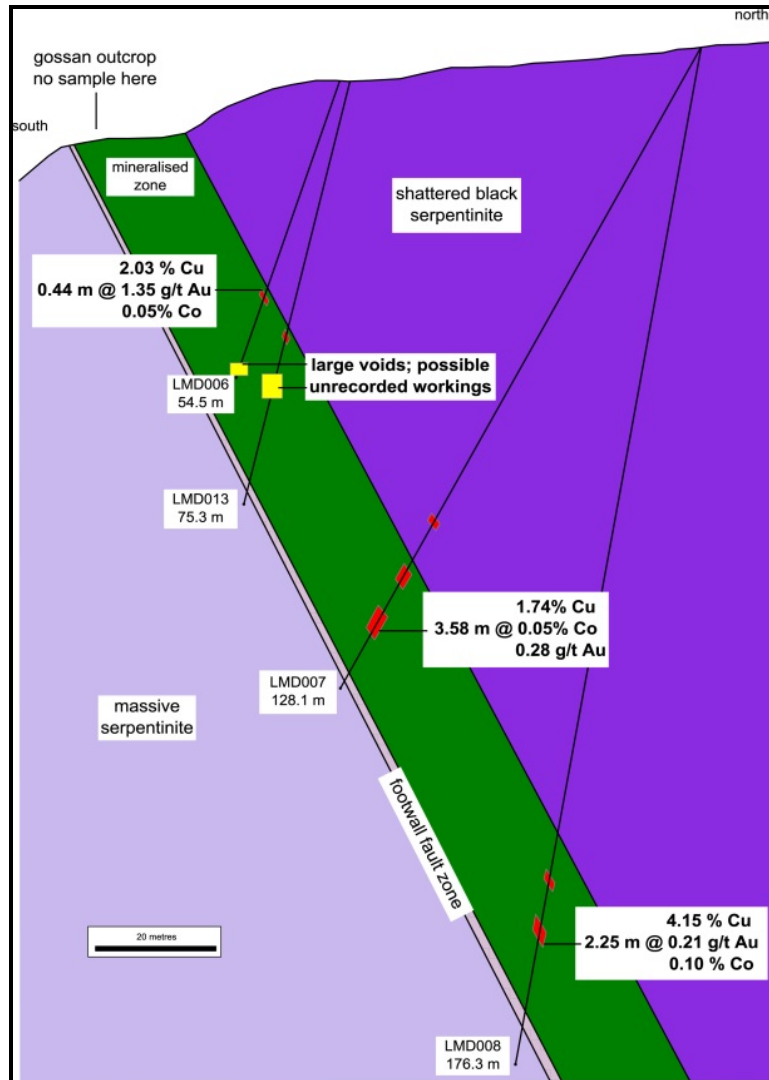 north
gossan outcrop
no sample here
south
mineralised
zone
shattered black
serpentinite
2.03 % Cu
0.44 m @ 1.35 g/t Au
0.05% Co
large voids; possible
unrecorded workings
LMD006
54.5 m
LMD013
75.3 m
1.74% Cu
3.58 m @ 0.05% Co
0.28 g/t Au
LMD007
128.1 m
massive
serpentinite
footwall fault zone
4.15 % Cu
2.25 m @ 0.21 g/t Au
0.10 % Co
20 metres
LMD008
176.3 m